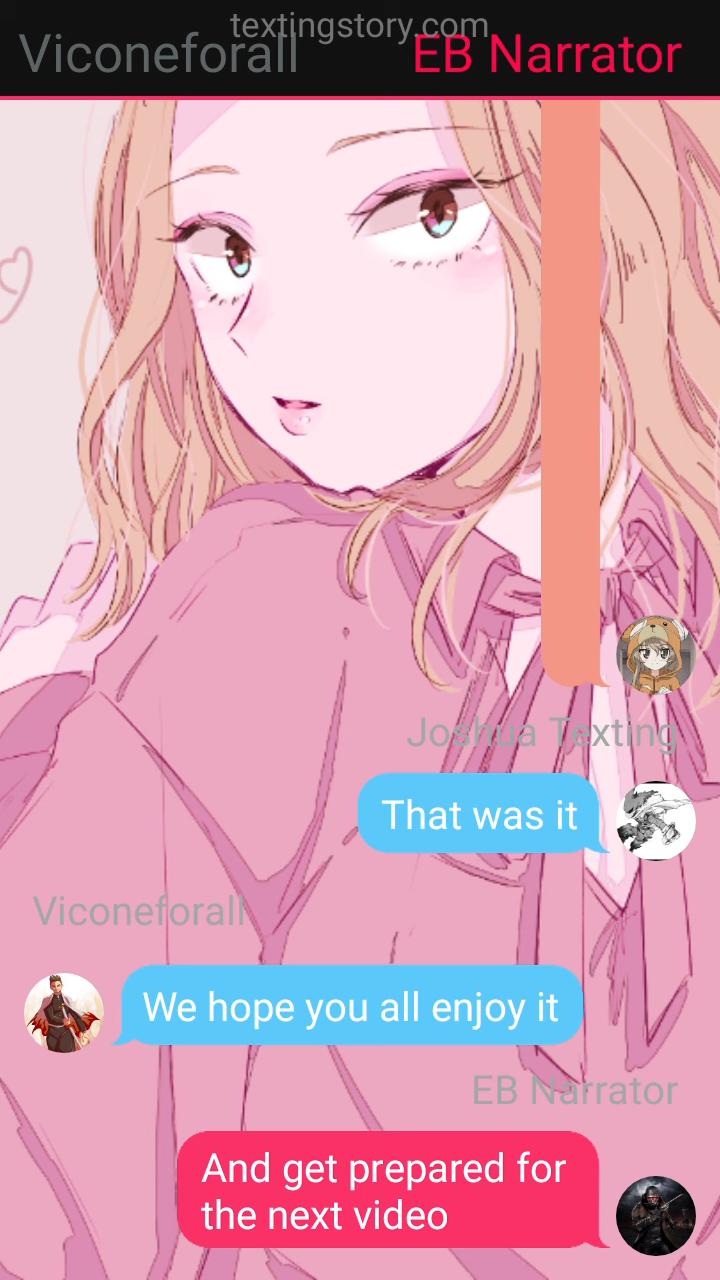 textingstory.com
Viconeforall
EB Narrator
Joshua Texting
That was it
Viconeforall
We hope you all enjoy it
EB Narrator
And get prepared for
the next video